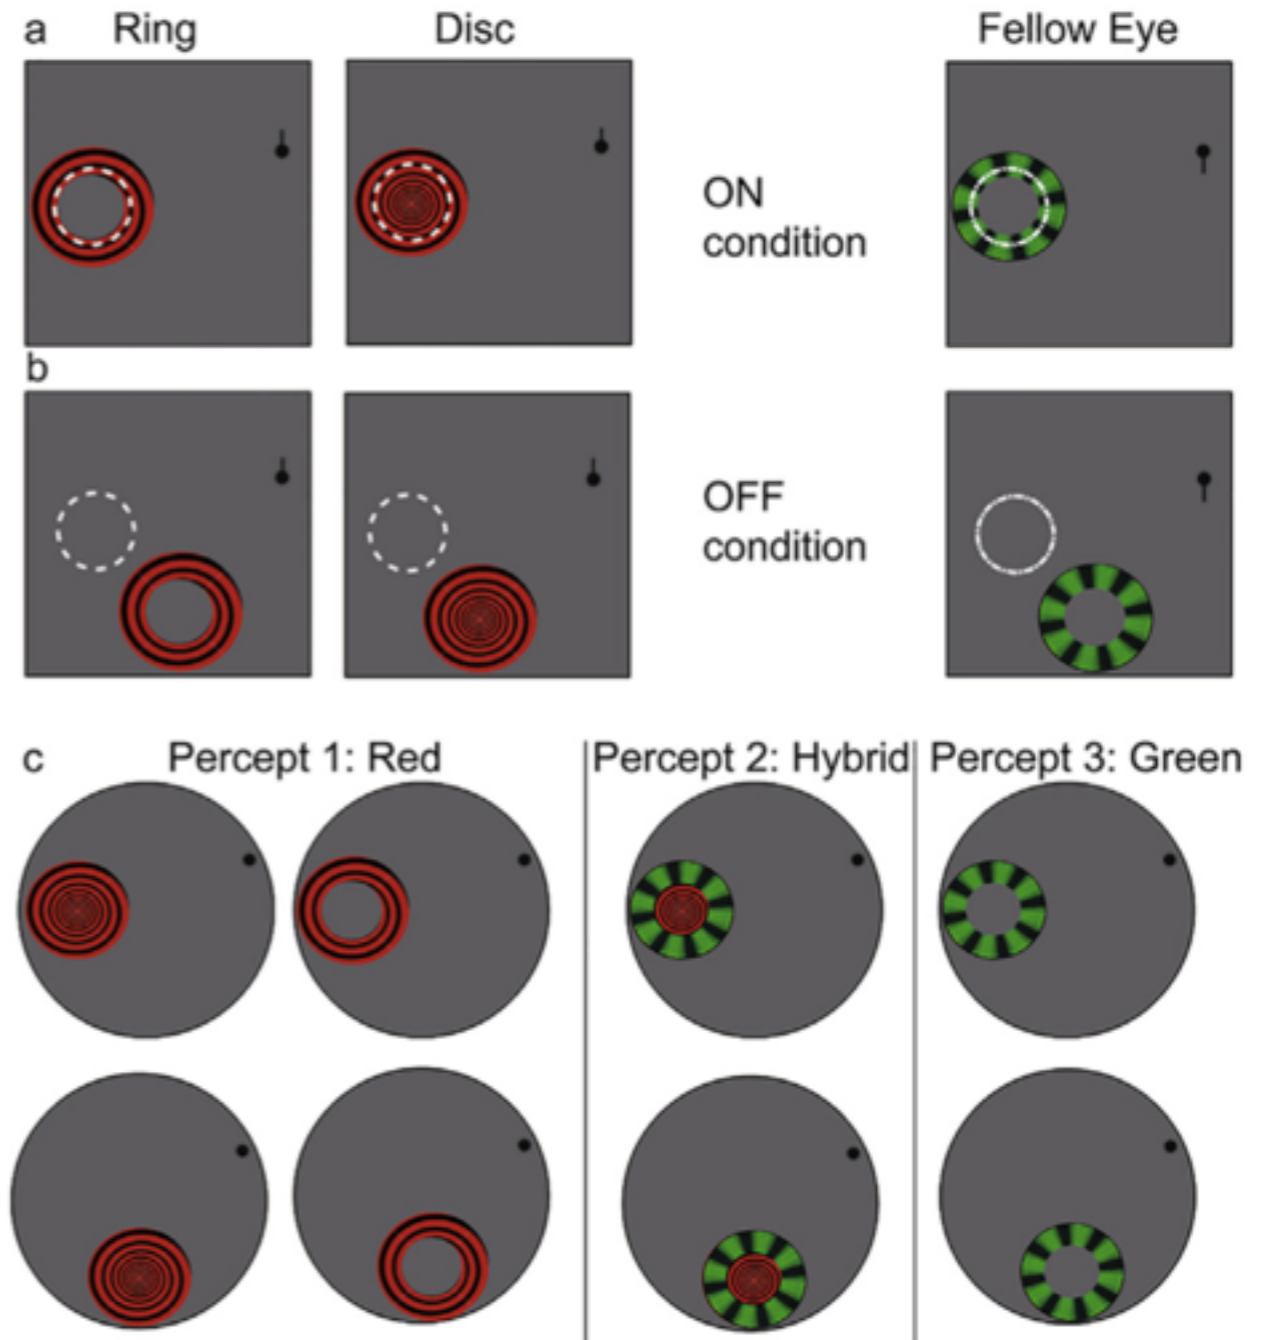 a Ring Disc Fellow Eye
ON
condition
b
OFF
condition
c Percept 1: Red Percept 2: Hybrid Percept 3: Green